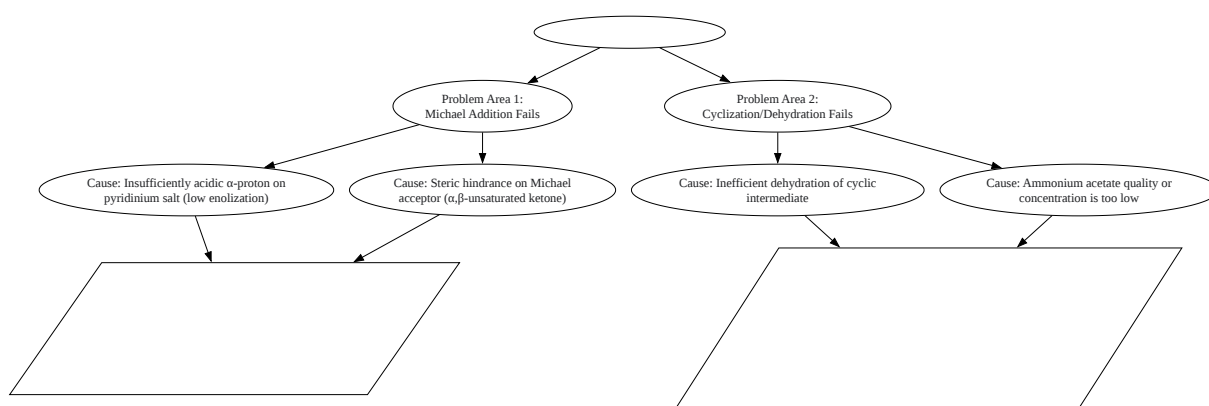 Problem Area 1:
Michael Addition Fails
Problem Area 2:
Cyclization/Dehydration Fails
Cause: Insufficiently acidic α-proton on
pyridinium salt (low enolization)
Cause: Steric hindrance on Michael
acceptor (α,β-unsaturated ketone)
Cause: Inefficient dehydration of cyclic
intermediate
Cause: Ammonium acetate quality or
concentration is too low